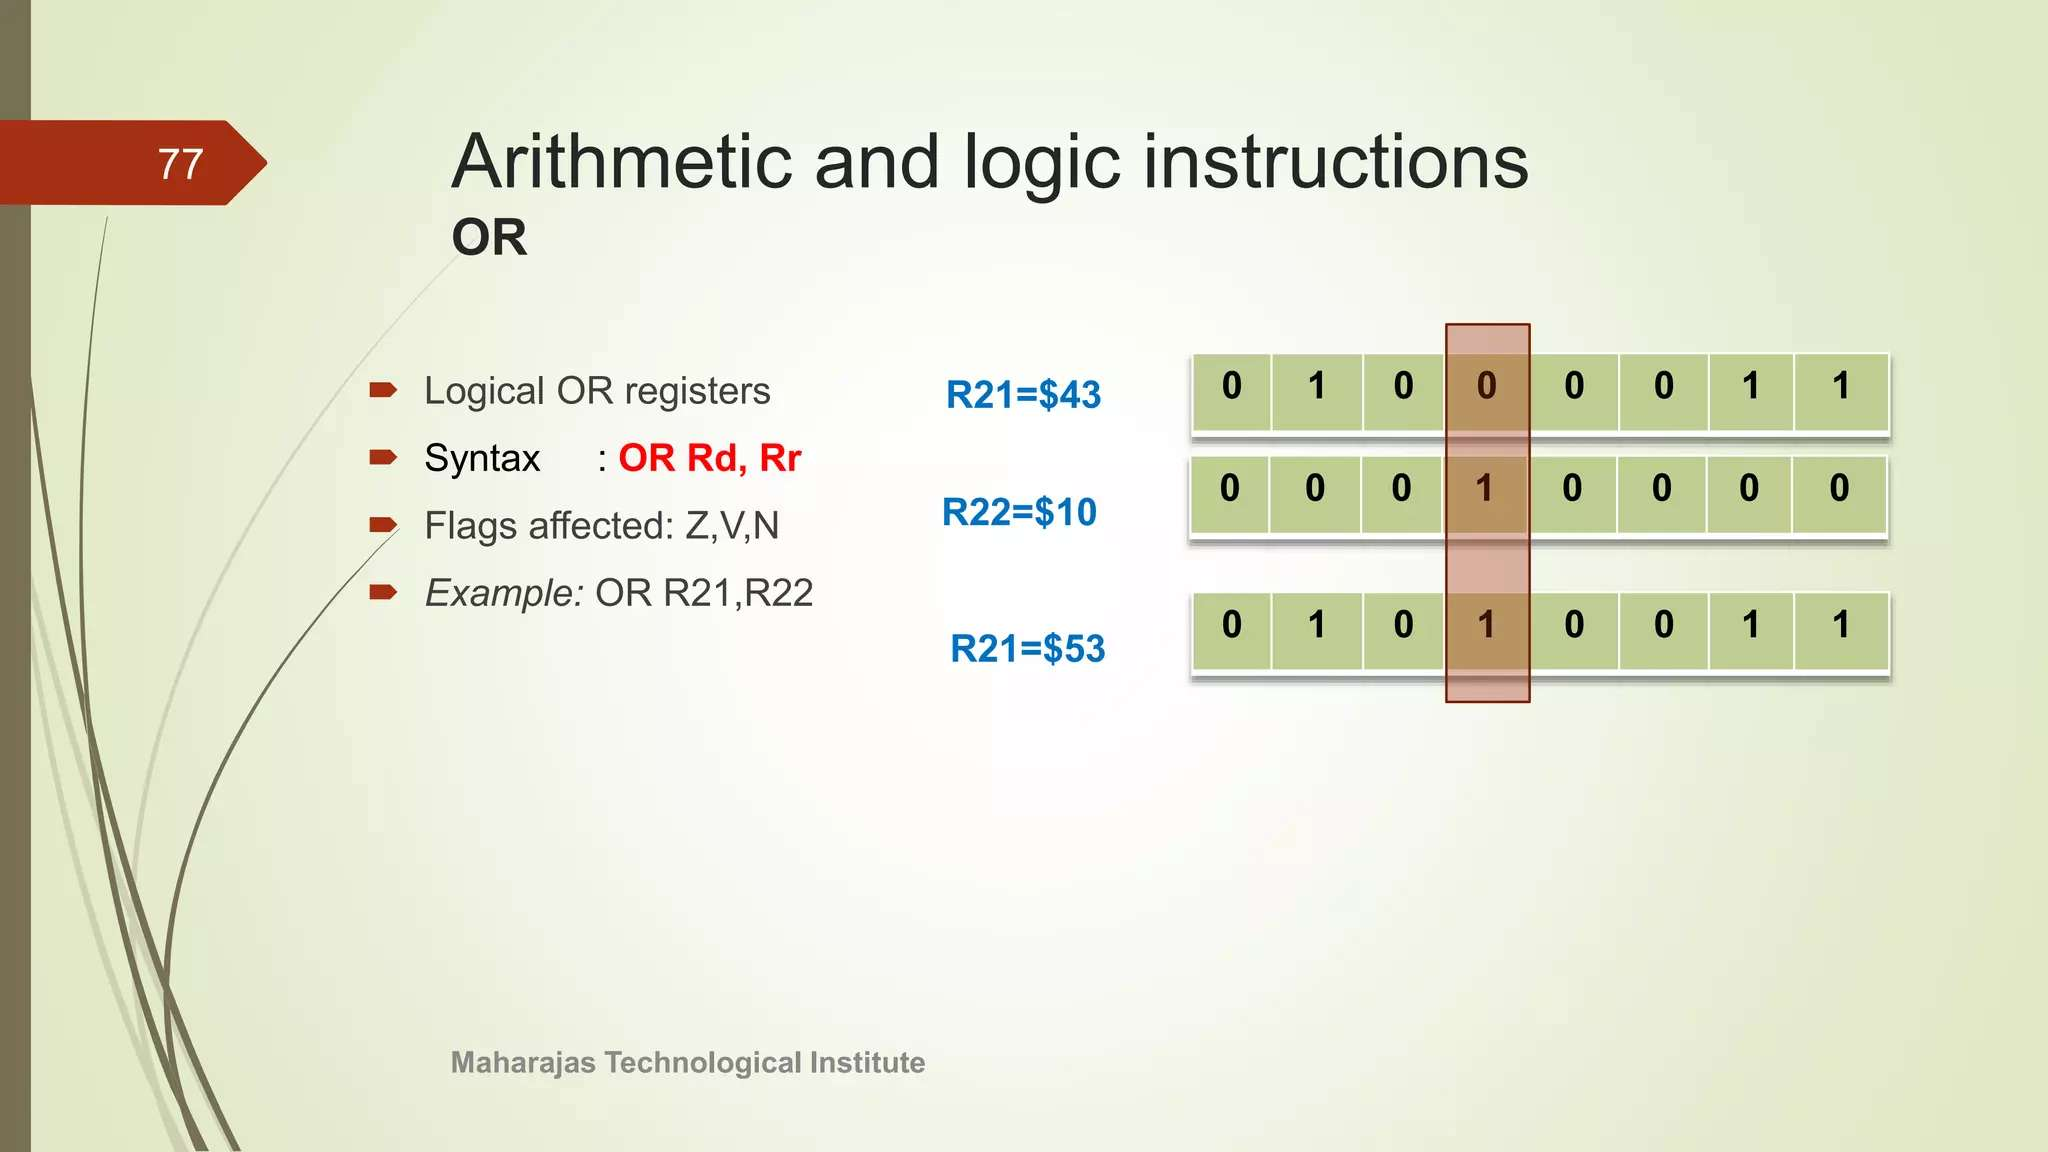 77
Arithmetic and logic instructions
OR
Logical OR registers
Syntax : OR Rd, Rr
Flags affected: Z,V,N
Example: OR R21,R22
R21=$43
0 1 0 0 0 0 1 1
R22=$10
0 0 0 1 0 0 0 0
R21=$53
0 1 0 1 0 0 1 1
Maharajas Technological Institute